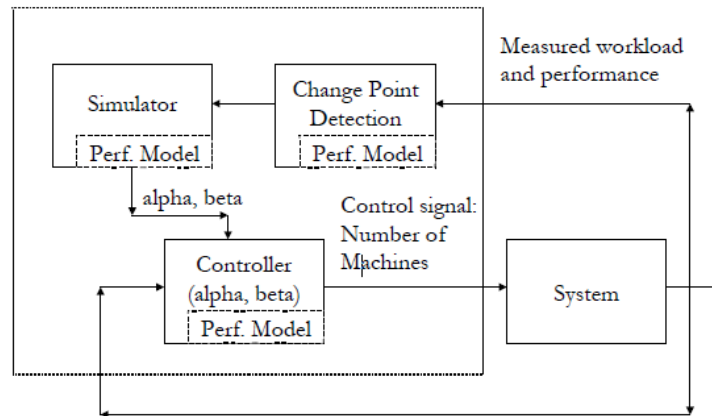 Measured workload
and performance
Simulator
Perf. Model
Change Point
Detection
Perf. Model
alpha, beta
Control signal:
Number of
Machines
Controller
(alpha, beta)
Perf. Model
System